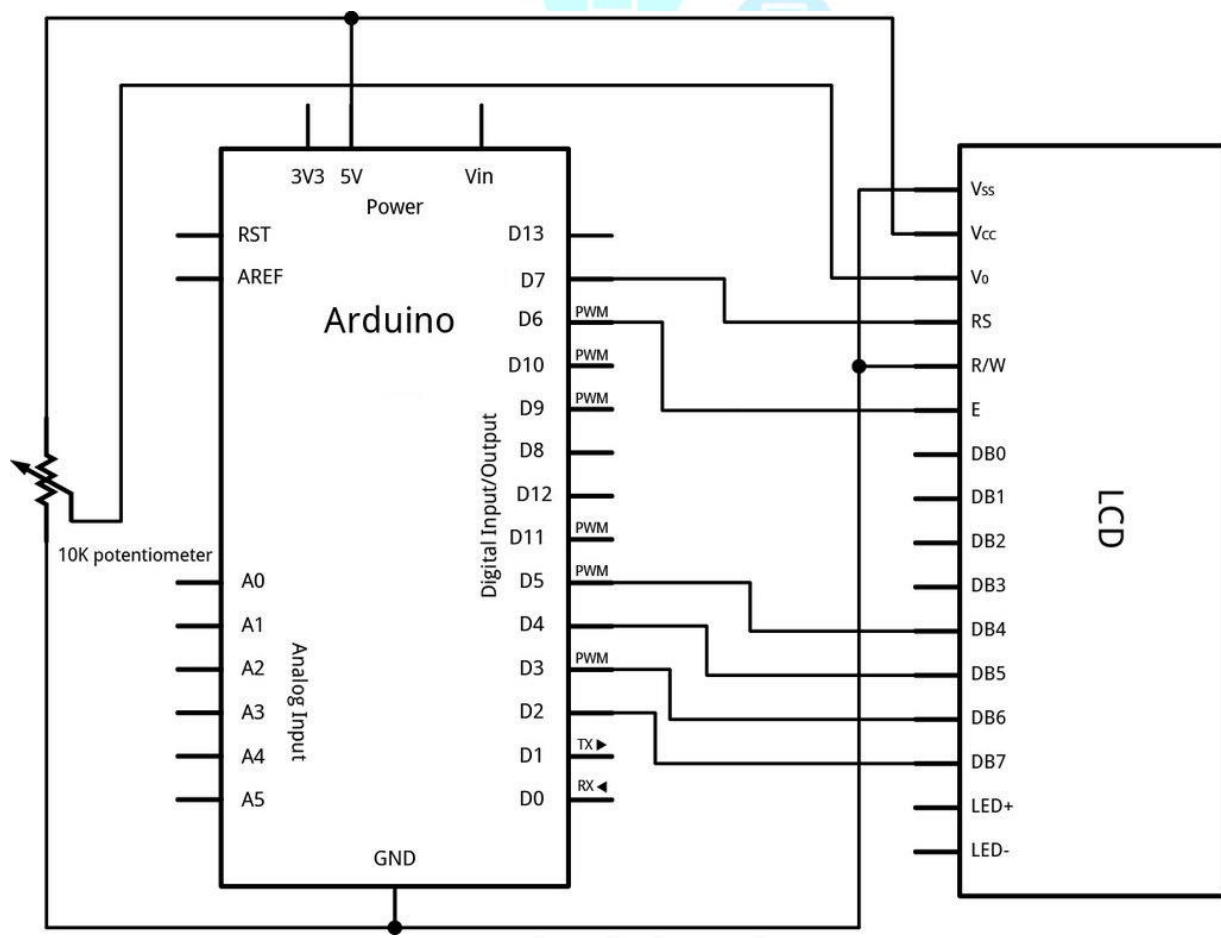 3V3 5V Vin
Power
RST
AREF
Arduino
D13
D7
D6 PWM
D10 PWM
D9 PWM
D8
D12
D11 PWM
D5 PWM
D4
D3 PWM
D2
D1 TX
D0 RX
Digital Input/Output
10K potentiometer
A0
A1
A2
A3
A4
A5
Analog Input
GND
Vss
Vcc
V0
RS
R/W
E
DB0
DB1
DB2
DB3
DB4
DB5
DB6
DB7
LED+
LED-
LCD